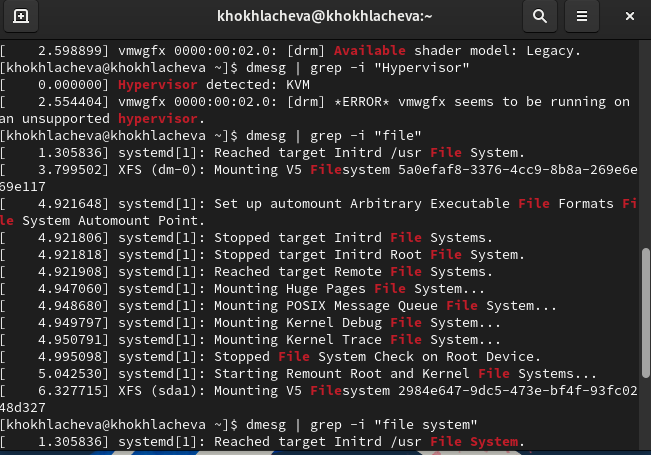 khokhlacheva@khokhlacheva:~
[    2.598899] vmwgfx 0000:00:02.0: [drm] Available shader model: Legacy.
[khokhlacheva@khokhlacheva ~]$ dmesg | grep -i "Hypervisor"
[    0.000000] Hypervisor detected: KVM
[    2.554404] vmwgfx 0000:00:02.0: [drm] *ERROR* vmwgfx seems to be running on
an unsupported hypervisor.
[khokhlacheva@khokhlacheva ~]$ dmesg | grep -i "file"
[    1.305836] systemd[1]: Reached target Initrd /usr File System.
[    3.799502] XFS (dm-0): Mounting V5 Filesystem 5a0efaf8-3376-4cc9-8b8a-269e6e
69e117
[    4.921648] systemd[1]: Set up automount Arbitrary Executable File Formats Fi
le System Automount Point.
[    4.921806] systemd[1]: Stopped target Initrd File Systems.
[    4.921818] systemd[1]: Stopped target Initrd Root File System.
[    4.921908] systemd[1]: Reached target Remote File Systems.
[    4.947060] systemd[1]: Mounting Huge Pages File System...
[    4.948680] systemd[1]: Mounting POSIX Message Queue File System...
[    4.949797] systemd[1]: Mounting Kernel Debug File System...
[    4.950791] systemd[1]: Mounting Kernel Trace File System...
[    4.995098] systemd[1]: Stopped File System Check on Root Device.
[    5.042530] systemd[1]: Starting Remount Root and Kernel File Systems...
[    6.327715] XFS (sda1): Mounting V5 Filesystem 2984e647-9dc5-473e-bf4f-93fc02
48d327
[khokhlacheva@khokhlacheva ~]$ dmesg | grep -i "file system"
[    1.305836] systemd[1]: Reached target Initrd /usr File System.